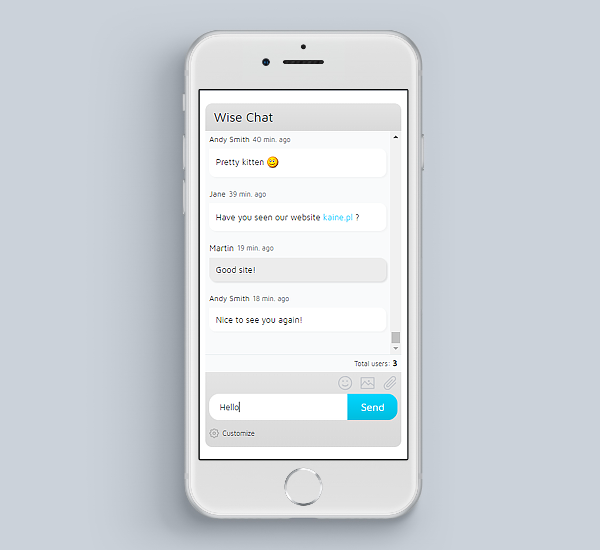 Wise Chat
Andy Smith 40 min. ago
Pretty kitten
Jane 39 min. ago
Have you seen our website kaine.pl ?
Martin 19 min. ago
Good site!
Andy Smith 18 min. ago
Nice to see you again!
Total users: 3
Hello
Send
Customize